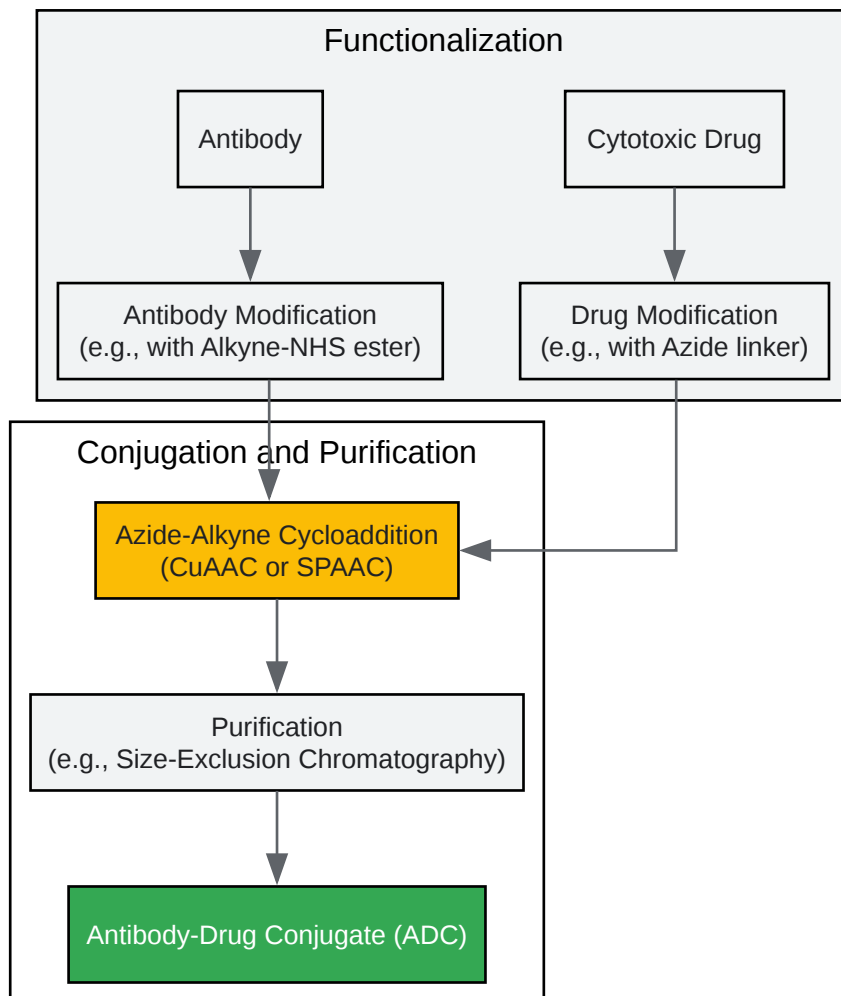 Functionalization
Antibody
Cytotoxic Drug
Antibody Modification
(e.g., with Alkyne-NHS ester)
Drug Modification
(e.g., with Azide linker)
Conjugation and Purification
Azide-Alkyne Cycloaddition
(CuAAC or SPAAC)
Purification
(e.g., Size-Exclusion Chromatography)
Antibody-Drug Conjugate (ADC)